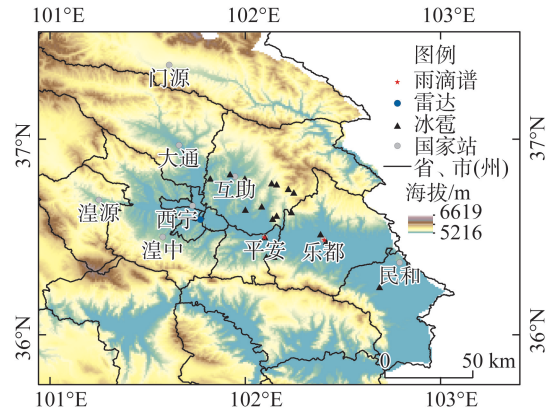 101°E 102°E 103°E
图例
雨滴谱
雷达
冰雹
国家站
省、市(州)
海拔/m
6619
5216
门源
37°N 37°N
大通
互助
湟源
西宁
湟中
平安
乐都
民和
36°N 36°N
0 50 km
101°E 102°E 103°E